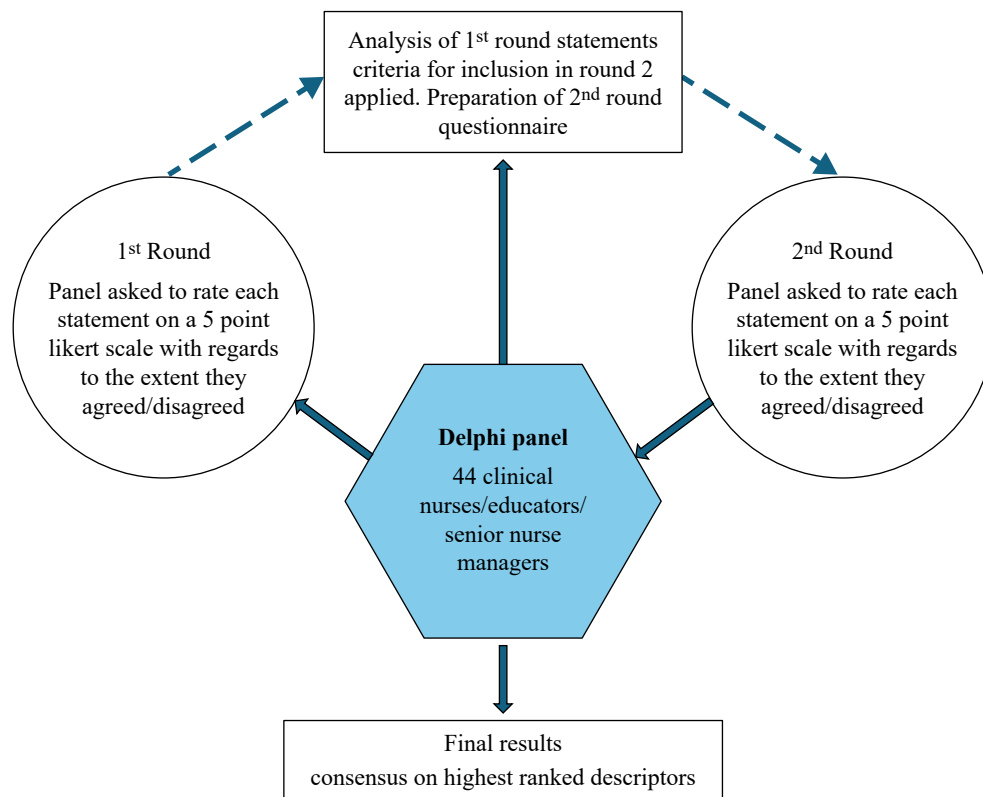 Analysis of 1st round statements
criteria for inclusion in round 2
applied. Preparation of 2nd round
questionnaire
1st Round
Panel asked to rate each
statement on a 5 point
likert scale with regards
to the extent they
agreed/disagreed
2nd Round
Panel asked to rate each
statement on a 5 point
likert scale with regards
to the extent they
agreed/disagreed
Delphi panel
44 clinical
nurses/educators/
senior nurse
managers
Final results
consensus on highest ranked descriptors